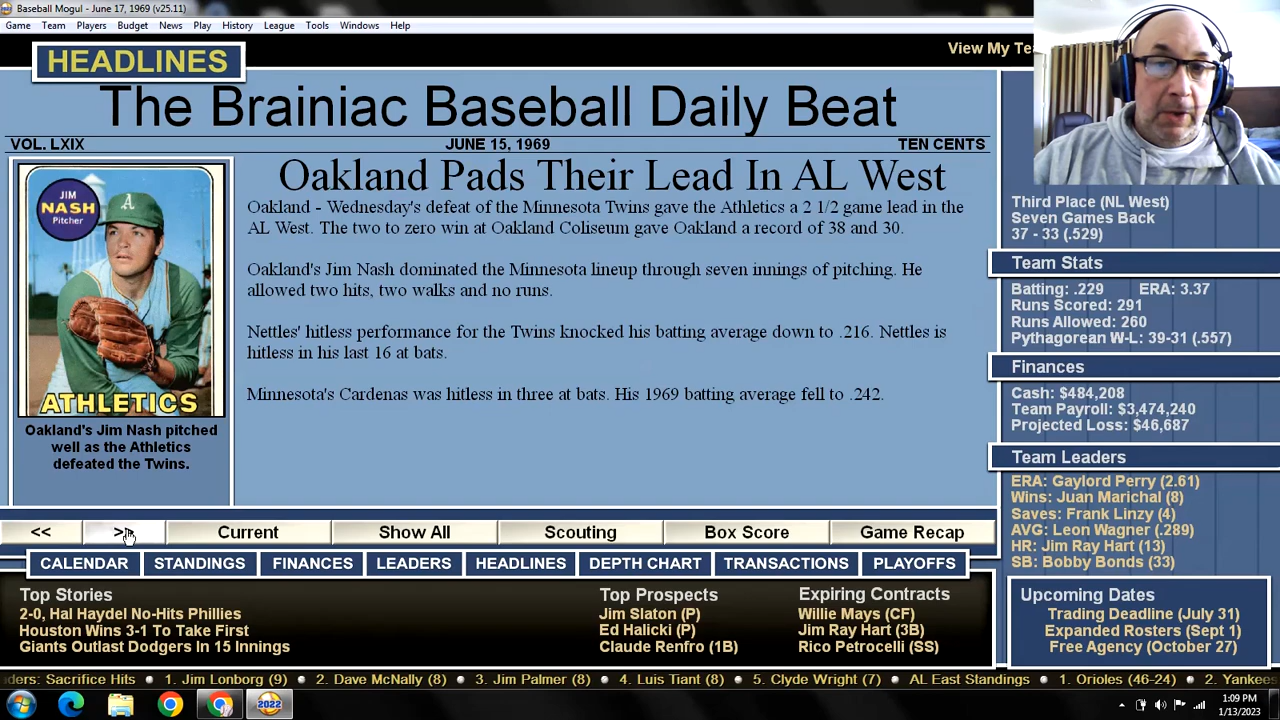 Baseball Mogul - June 17, 1969 (v25.11)
Game Team Players Budget News Play History League Tools Windows Help
HEADLINES
View My Tea
The Brainiac Baseball Daily Beat
VOL. LXIX JUNE 15, 1969 TEN CENTS
JIM
NASH
Pitcher
A
ATHLETICS
Oakland's Jim Nash pitched
well as the Athletics
defeated the Twins.
Oakland Pads Their Lead In AL West
Oakland - Wednesday's defeat of the Minnesota Twins gave the Athletics a 2 1/2 game lead in the
AL West. The two to zero win at Oakland Coliseum gave Oakland a record of 38 and 30.
Oakland's Jim Nash dominated the Minnesota lineup through seven innings of pitching. He
allowed two hits, two walks and no runs.
Nettles' hitless performance for the Twins knocked his batting average down to .216. Nettles is
hitless in his last 16 at bats.
Minnesota's Cardenas was hitless in three at bats. His 1969 batting average fell to .242.
Third Place (NL West)
Seven Games Back
37 - 33 (.529)
Team Stats
Batting: .229 ERA: 3.37
Runs Scored: 291
Runs Allowed: 260
Pythagorean W-L: 39-31 (.557)
Finances
Cash: $484,208
Team Payroll: $3,474,240
Projected Loss: $46,687
Team Leaders
ERA: Gaylord Perry (2.61)
Wins: Juan Marichal (8)
Saves: Frank Linzy (4)
AVG: Leon Wagner (.289)
HR: Jim Ray Hart (13)
SB: Bobby Bonds (33)
<< >> Current Show All Scouting Box Score Game Recap
CALENDAR STANDINGS FINANCES LEADERS HEADLINES DEPTH CHART TRANSACTIONS PLAYOFFS
Top Stories
2-0, Hal Haydel No-Hits Phillies
Houston Wins 3-1 To Take First
Giants Outlast Dodgers In 15 Innings
Top Prospects
Jim Slaton (P)
Ed Halicki (P)
Claude Renfro (1B)
Expiring Contracts
Willie Mays (CF)
Jim Ray Hart (3B)
Rico Petrocelli (SS)
Upcoming Dates
Trading Deadline (July 31)
Expanded Rosters (Sept 1)
Free Agency (October 27)
ders: Sacrifice Hits • 1. Jim Lonborg (9) • 2. Dave McNally (8) • 3. Jim Palmer (8) • 4. Luis Tiant (8) • 5. Clyde Wright (7) • AL East Standings • 1. Orioles (46-24) • 2. Yankees
2022
1:09 PM
1/13/2023